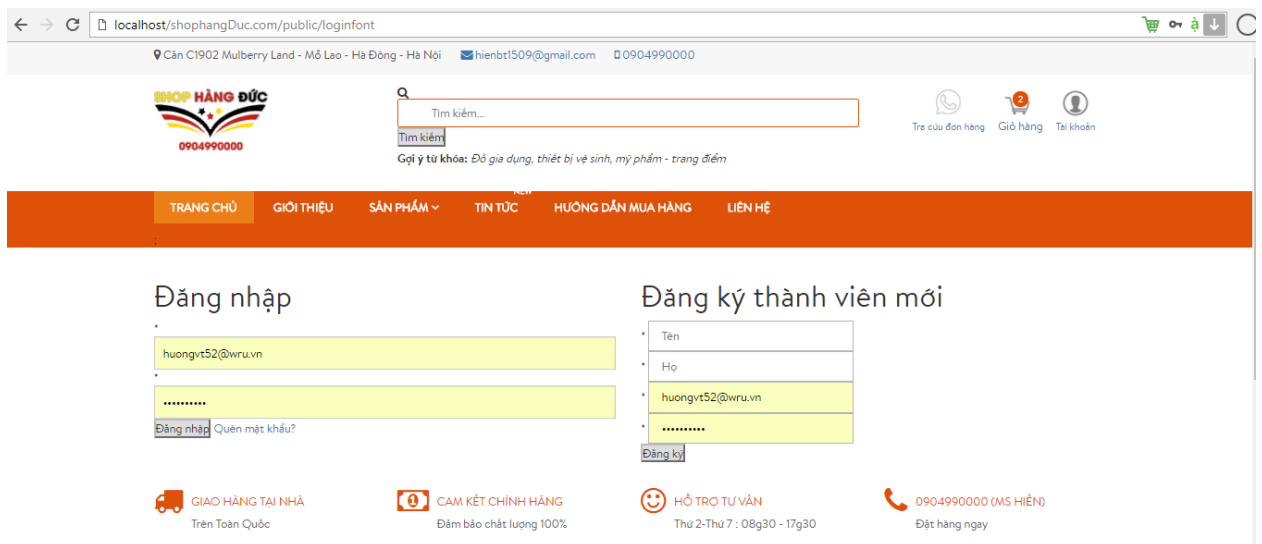 localhost/shophangDuc.com/public/loginfont
Căn C1902 Mulberry Land - Mỗ Lao - Hà Đông - Hà Nội hienbt1509@gmail.com 0904990000
SHOP HÀNG ĐỨC
0904990000
Tìm kiếm...
Tìm kiếm
Gợi ý từ khóa: Đồ gia dụng, thiết bị vệ sinh, mỹ phẩm - trang điểm
Tra cứu đơn hàng
2
Giỏ hàng
Tài khoản
NEW
TRANG CHỦ GIỚI THIỆU SẢN PHẨM TIN TỨC HƯỚNG DẪN MUA HÀNG LIÊN HỆ
;
Đăng nhập
huongvt52@wru.vn
••••••••••
Đăng nhập Quên mật khẩu?
Đăng ký thành viên mới
Tên
Họ
huongvt52@wru.vn
••••••••••
Đăng ký
GIAO HÀNG TẠI NHÀ
Trên Toàn Quốc
CAM KẾT CHÍNH HÃNG
Đảm bảo chất lượng 100%
HỖ TRỢ TƯ VẤN
Thứ 2-Thứ 7 : 08g30 - 17g30
0904990000 (MS HIỀN)
Đặt hàng ngay